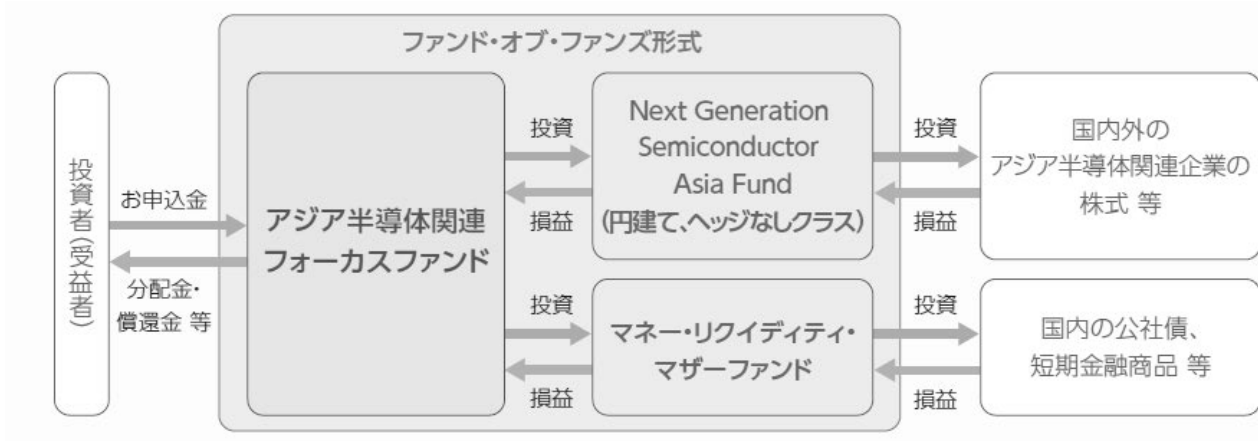 ファンド・オブ・ファンズ形式
投資者(受益者)
お申込金
分配金・
償還金 等
アジア半導体関連
フォーカスファンド
投資
損益
Next Generation
Semiconductor
Asia Fund
(円建て、ヘッジなしクラス)
投資
損益
国内外の
アジア半導体関連企業の
株式 等
投資
損益
マネー・リクイディティ・
マザーファンド
投資
損益
国内の公社債、
短期金融商品 等